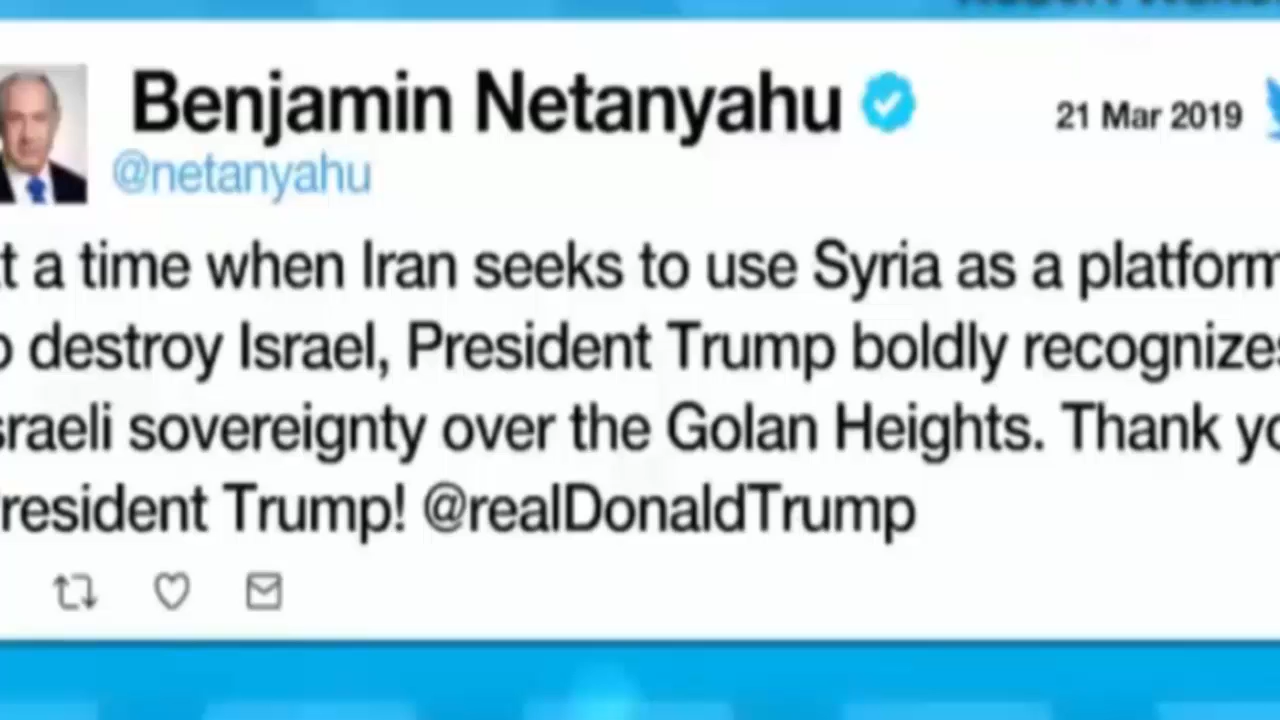 Benjamin Netanyahu
21 Mar 2019
@netanyahu
t a time when Iran seeks to use Syria as a platform
o destroy Israel, President Trump boldly recognizes
sraeli sovereignty over the Golan Heights. Thank yo
resident Trump! @realDonaldTrump